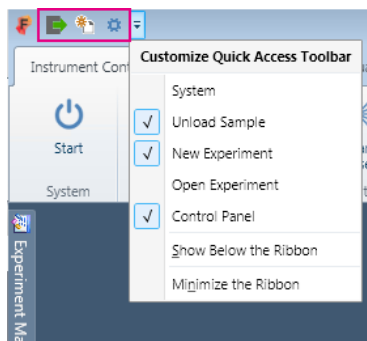 Customize Quick Access Toolbar
Instrument Con
System
Unload Sample
Start
New Experiment
Open Experiment
System
Control Panel
Show Below the Ribbon
Minimize the Ribbon
Experiment Ma